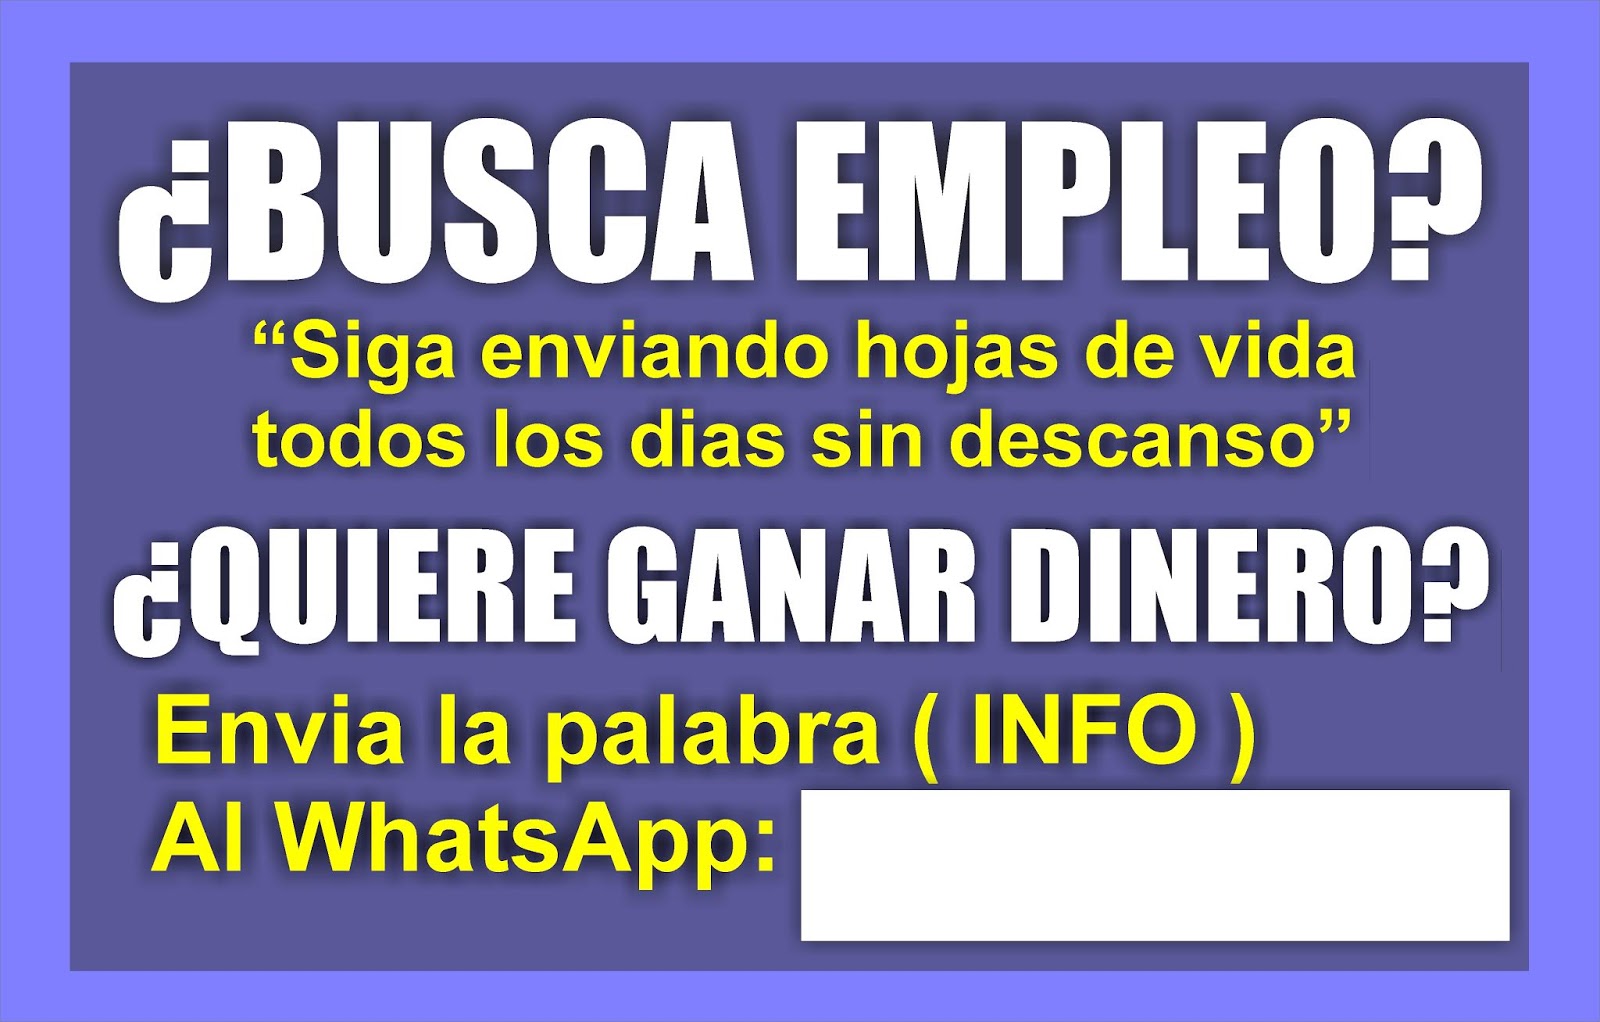 ¿BUSCA EMPLEO?
“Siga enviando hojas de vida
todos los dias sin descanso”
¿QUIERE GANAR DINERO?
Envia la palabra ( INFO )
Al WhatsApp: